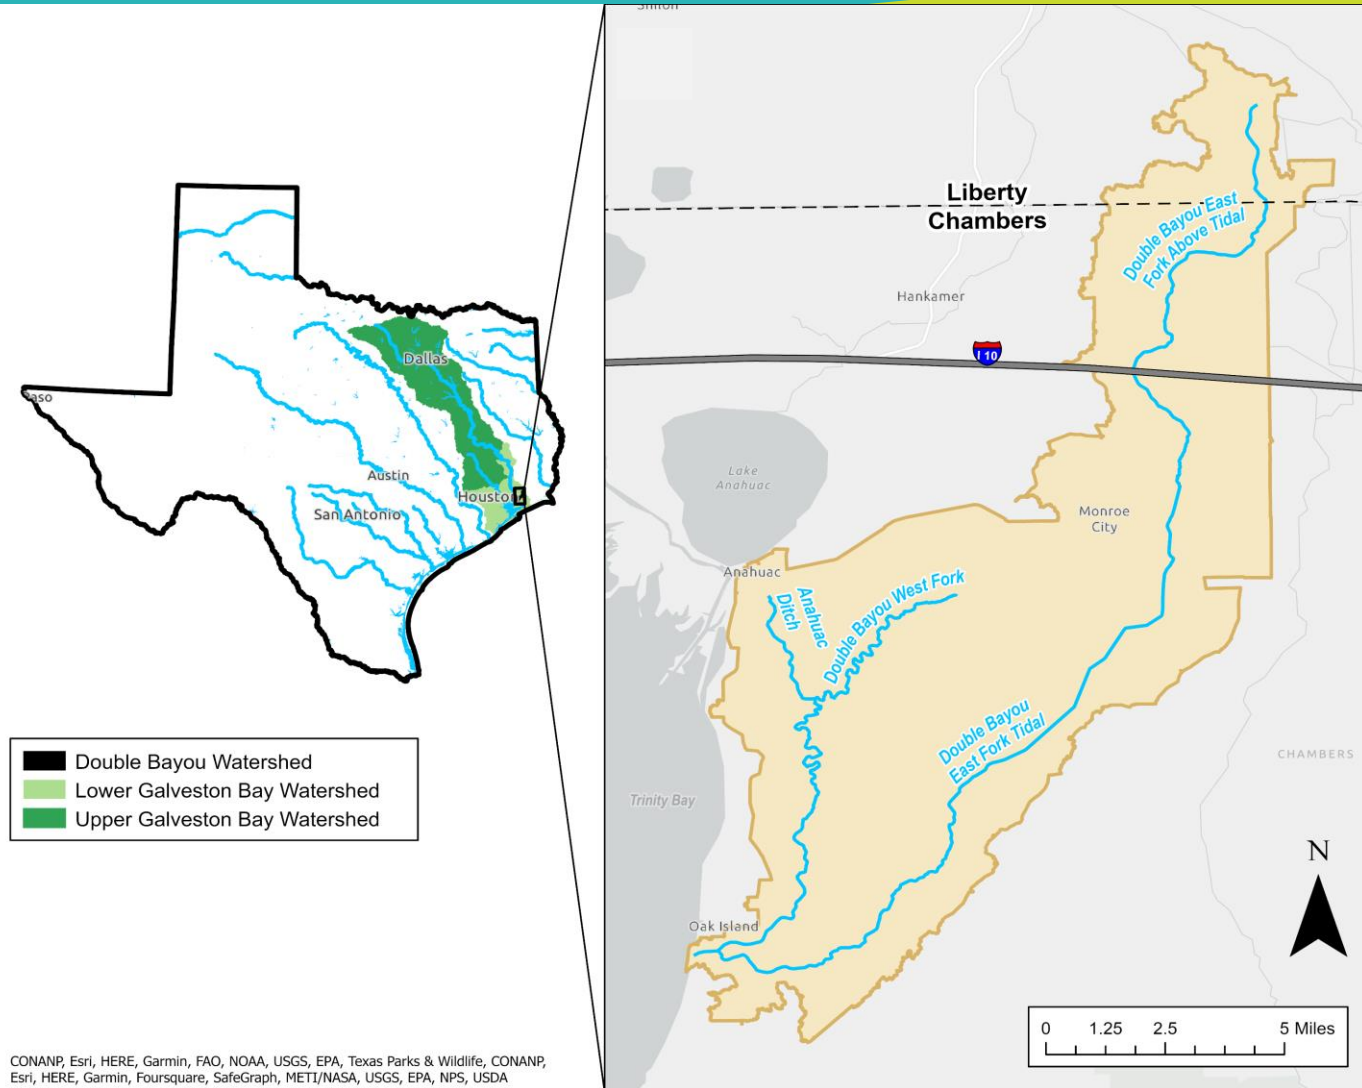 Dallas
Paso
Austin
Houston
San Antonio
Double Bayou Watershed
Lower Galveston Bay Watershed
Upper Galveston Bay Watershed
CONANP, Esri, HERE, Garmin, FAO, NOAA, USGS, EPA, Texas Parks & Wildlife, CONANP,
Esri, HERE, Garmin, Foursquare, SafeGraph, METI/NASA, USGS, EPA, NPS, USDA
Liberty
Chambers
Double Bayou East
Fork Above Tidal
Hankamer
I 10
Lake
Anahuac
Monroe
City
Anahuac
Anahuac
Ditch
Double Bayou West Fork
Double Bayou
East Fork Tidal
CHAMBERS
Trinity Bay
Oak Island
N
0 1.25 2.5 5 Miles